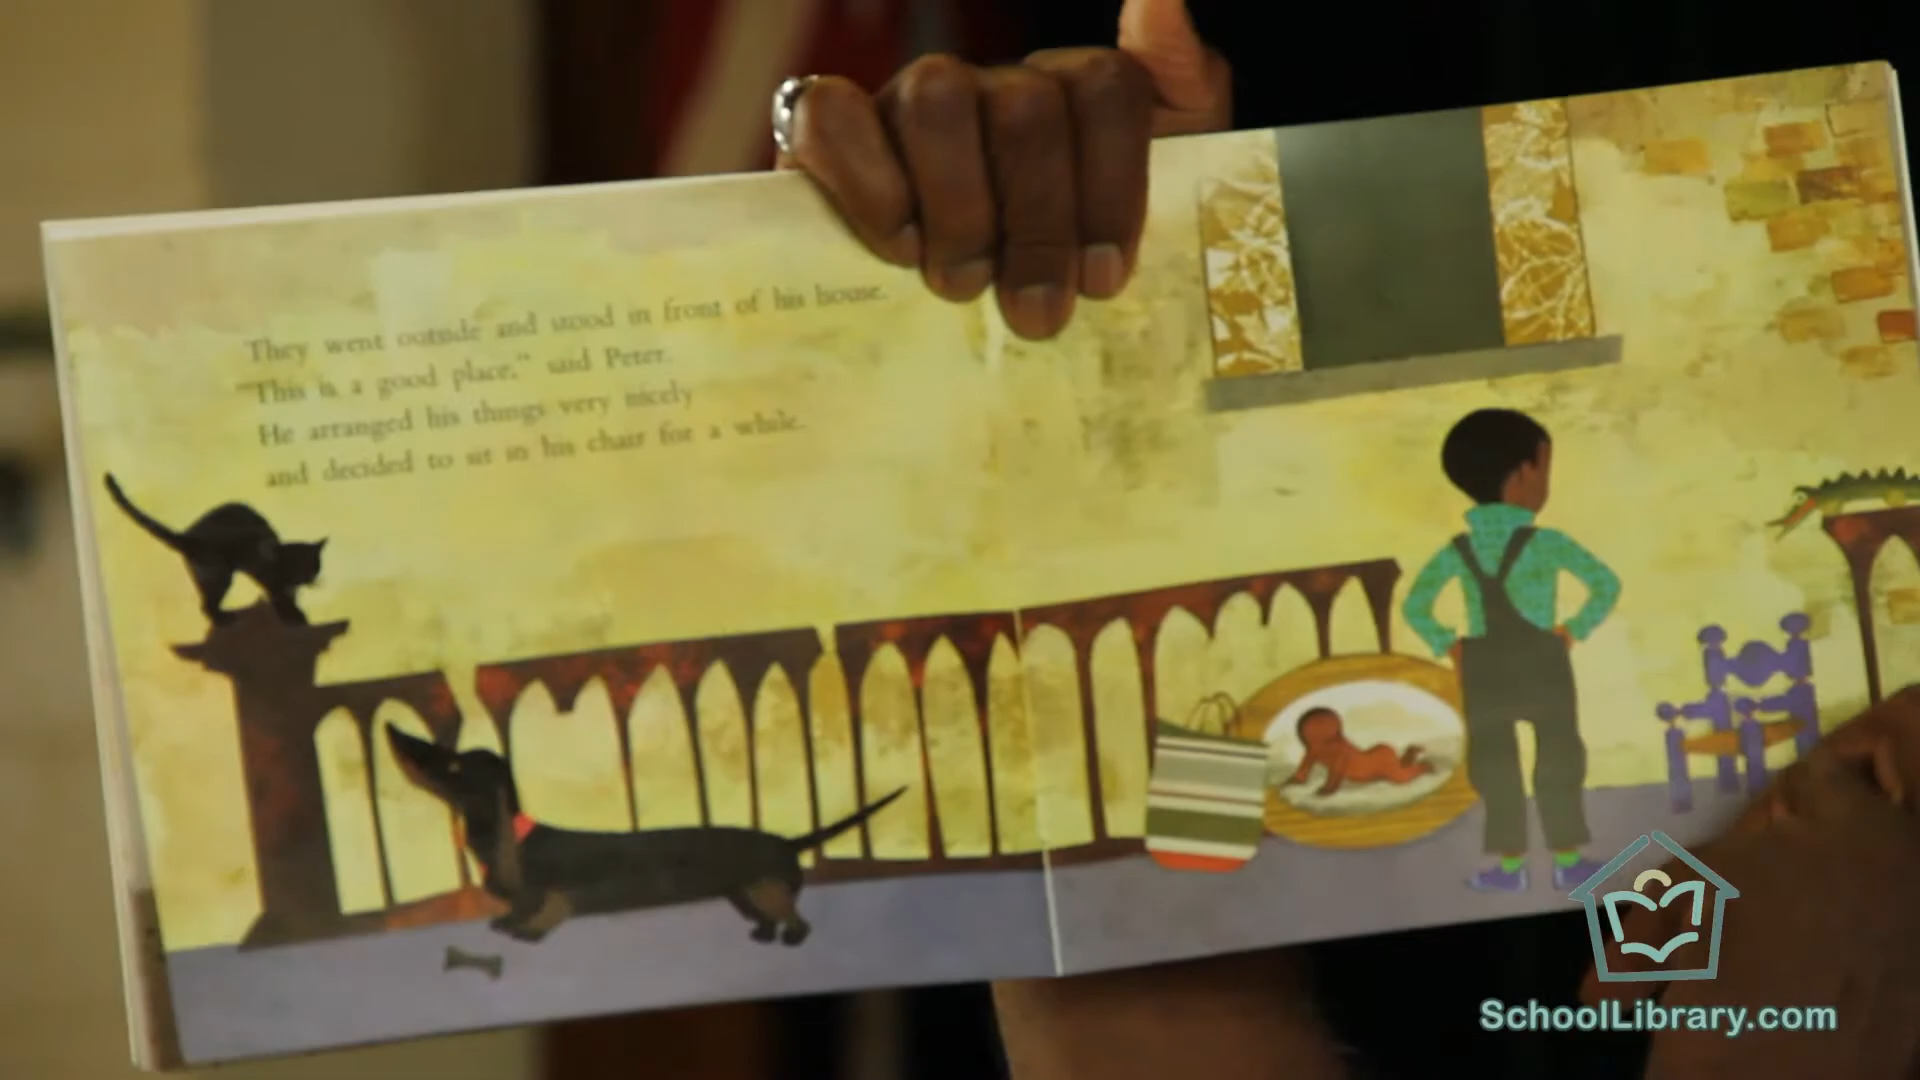 They went outside and stood in front of his house.
"This is a good place," said Peter.
He arranged his things very nicely
and decided to sit in his chair for a while.
SchoolLibrary.com